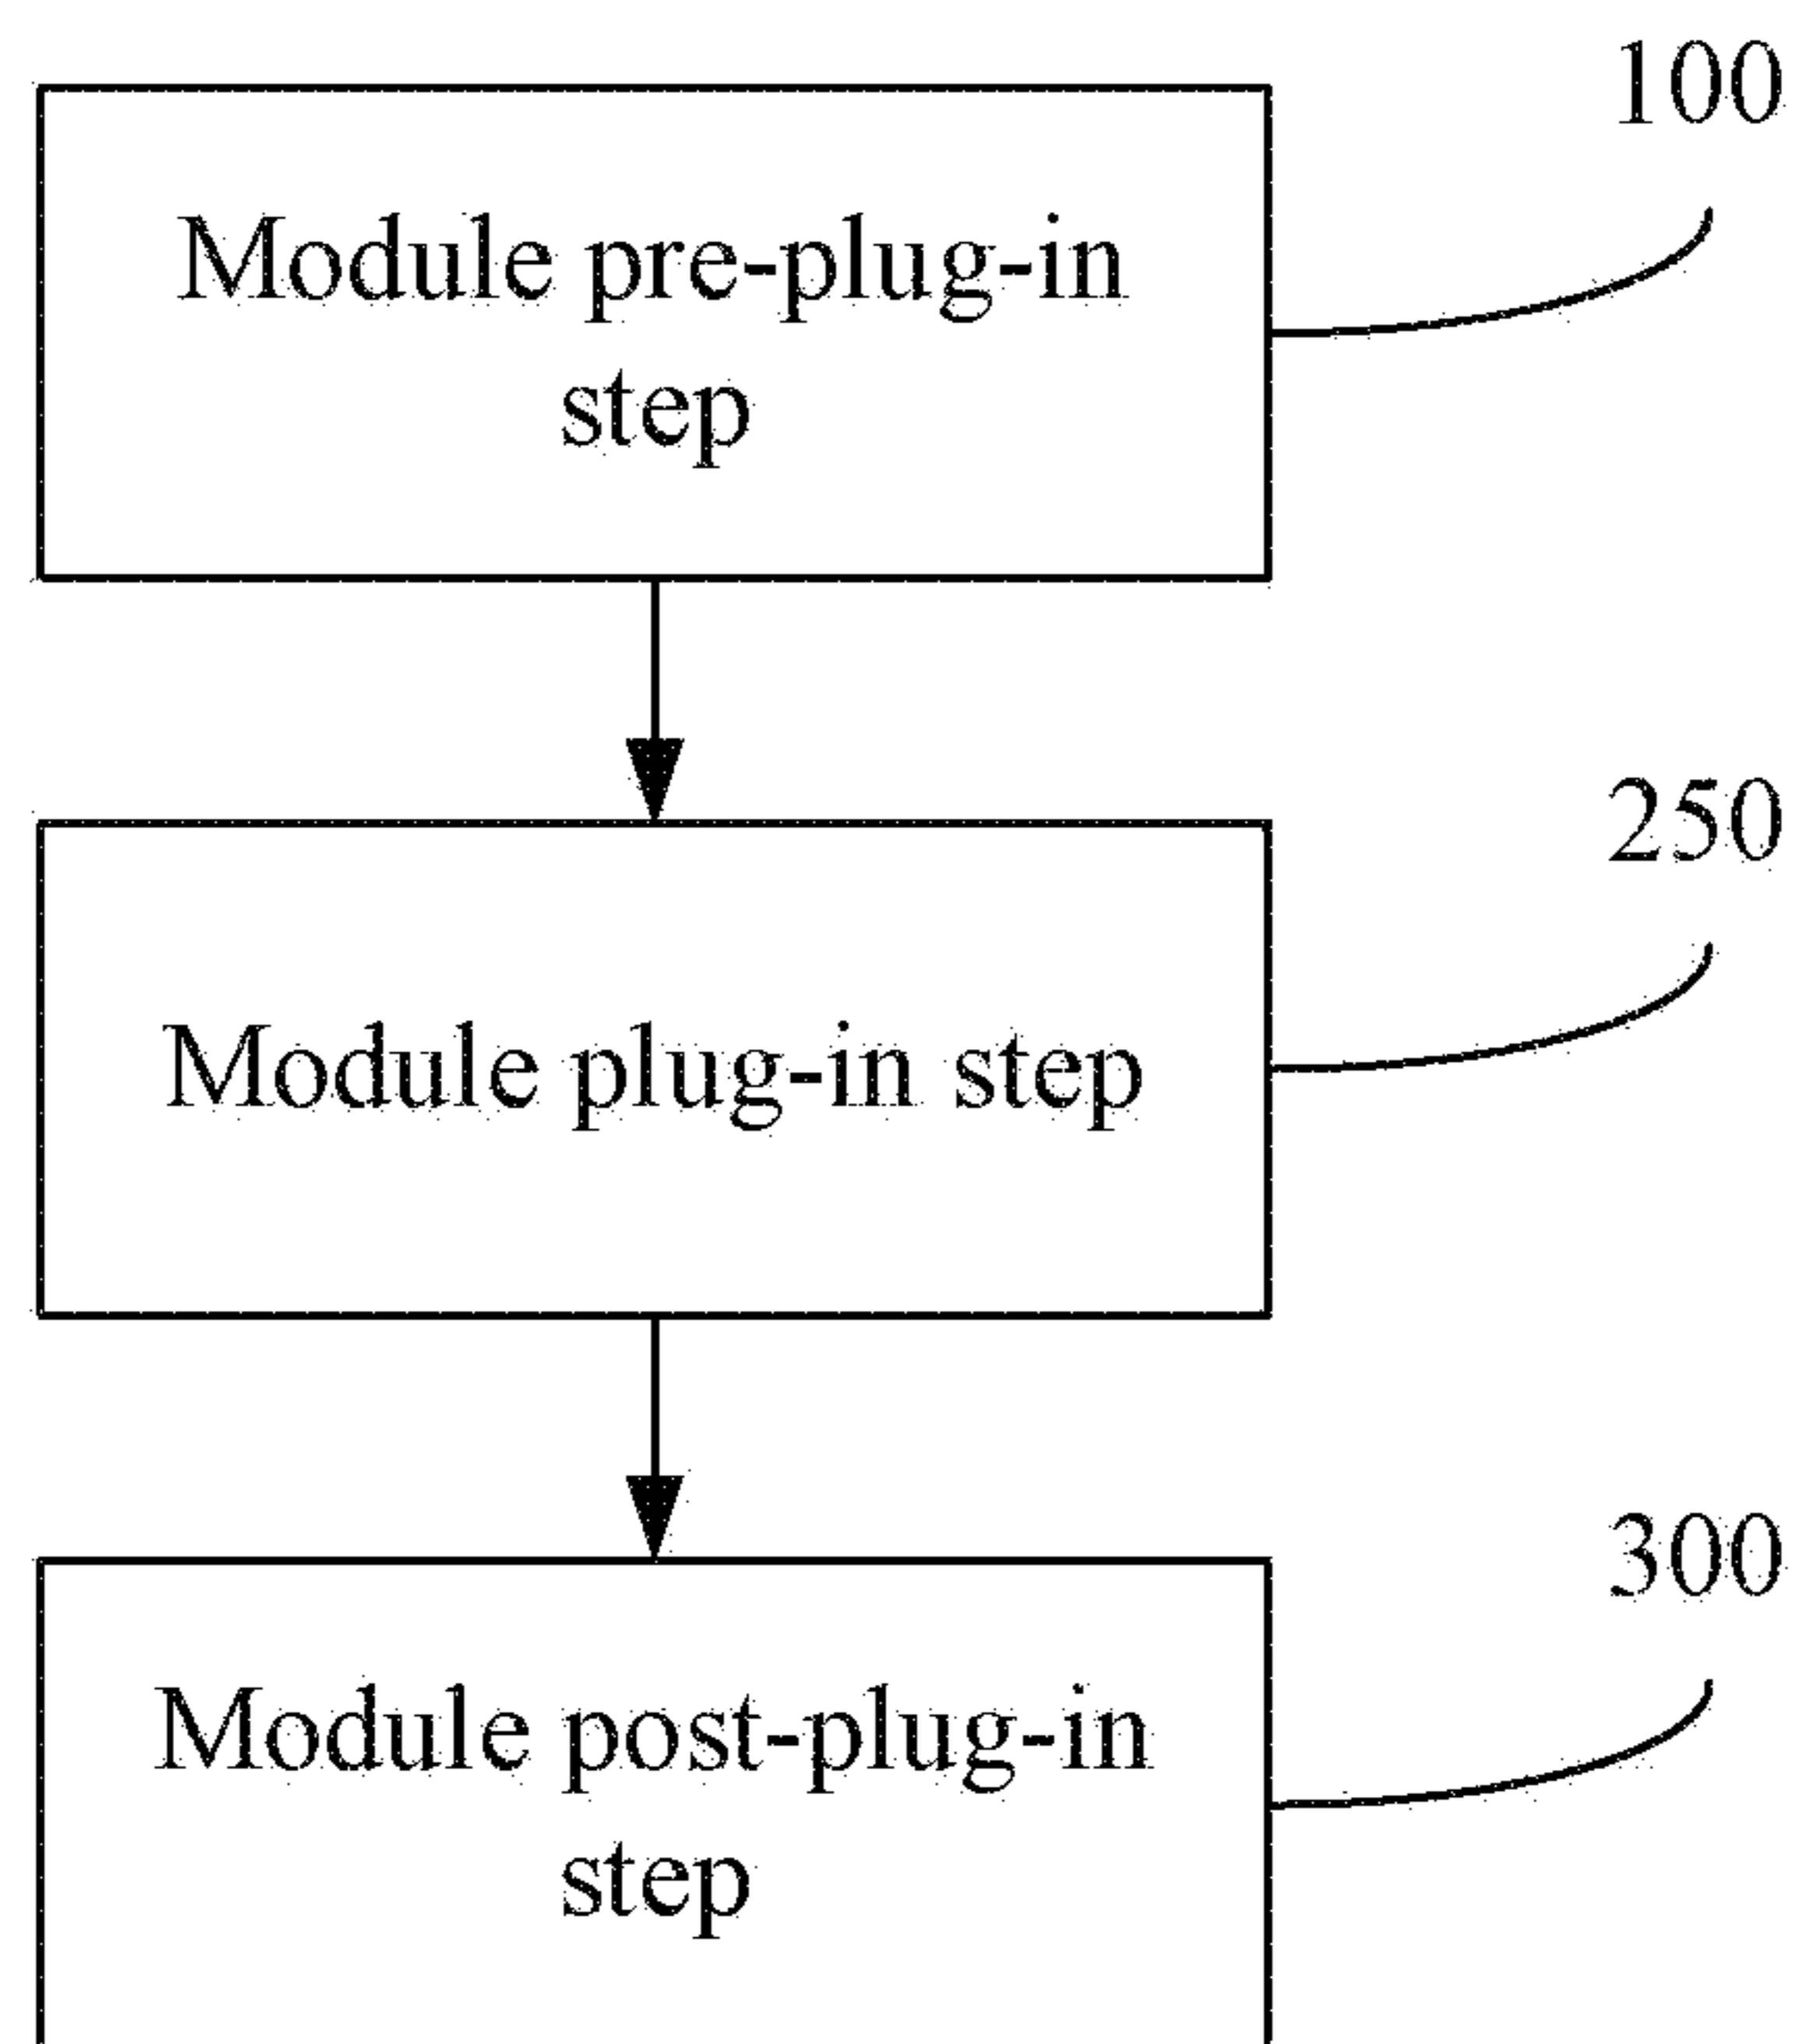 100
Module pre-plug-in
step
250
Module plug-in step
300
Module post-plug-in
step